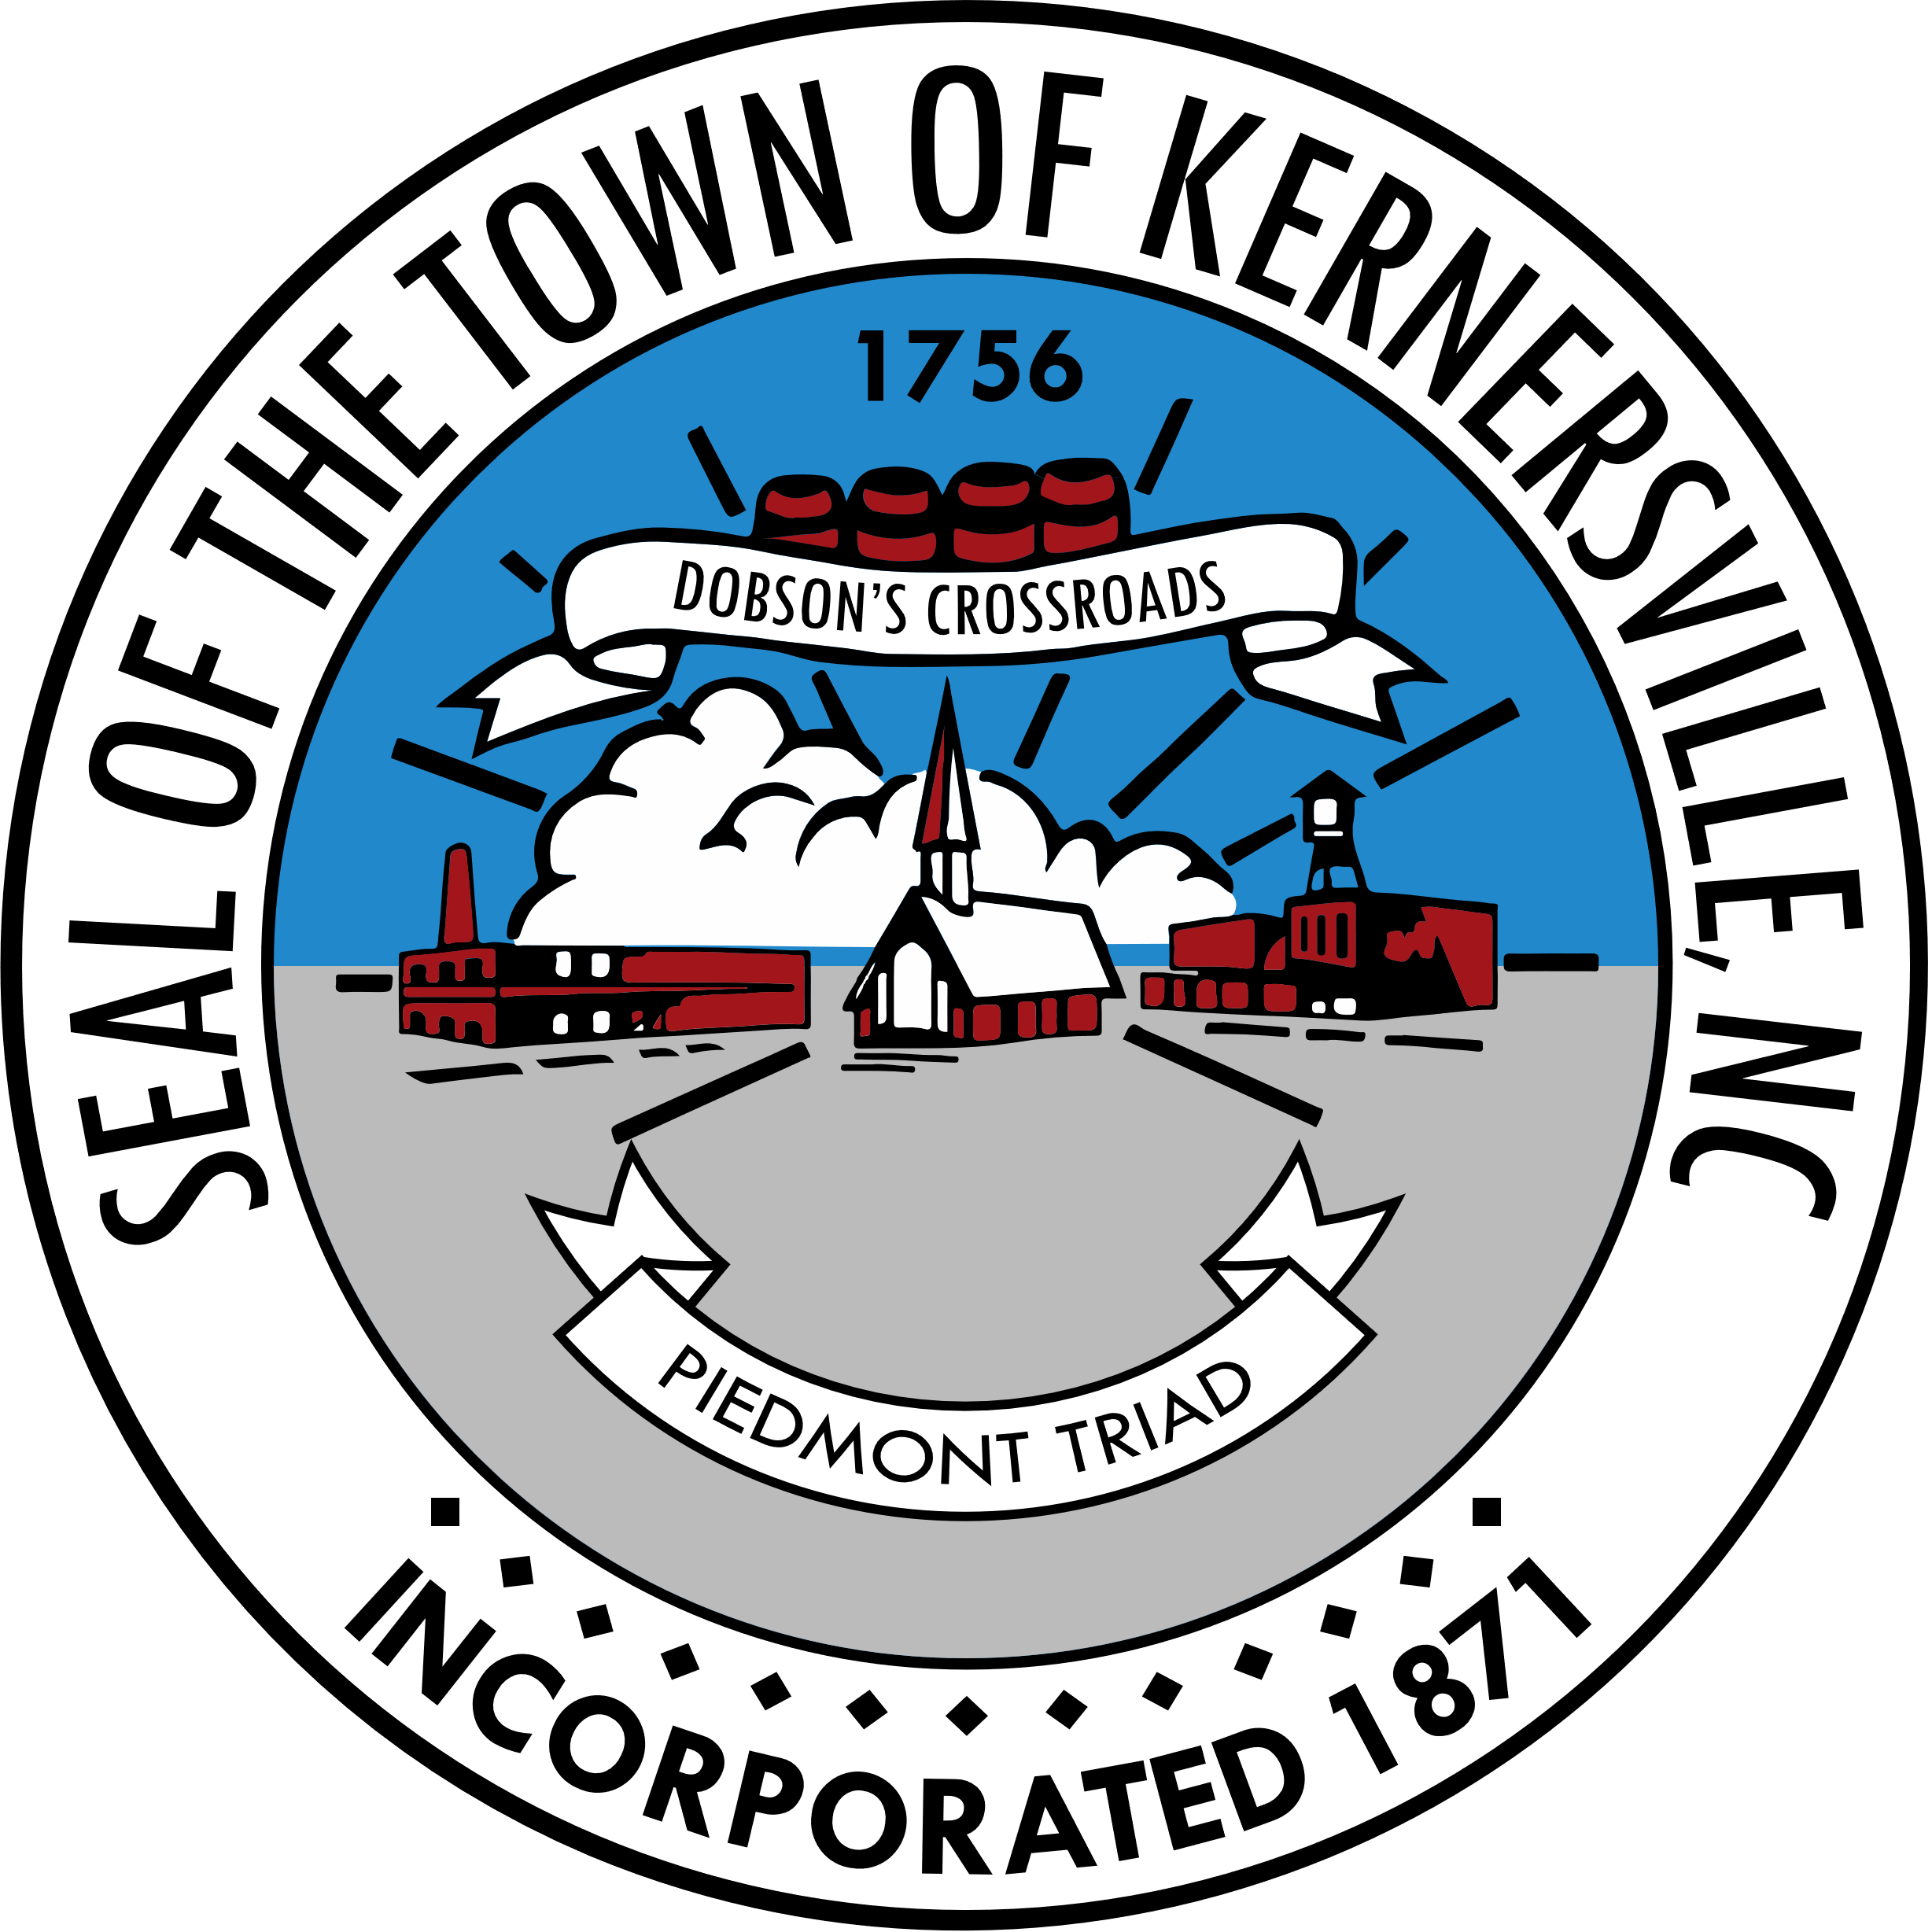 SEAL OF THE TOWN OF KERNERSVILLE, NC
1756
DOBSON'S CROSSROADS
PIEDMONT TRIAD
INCORPORATED 1871